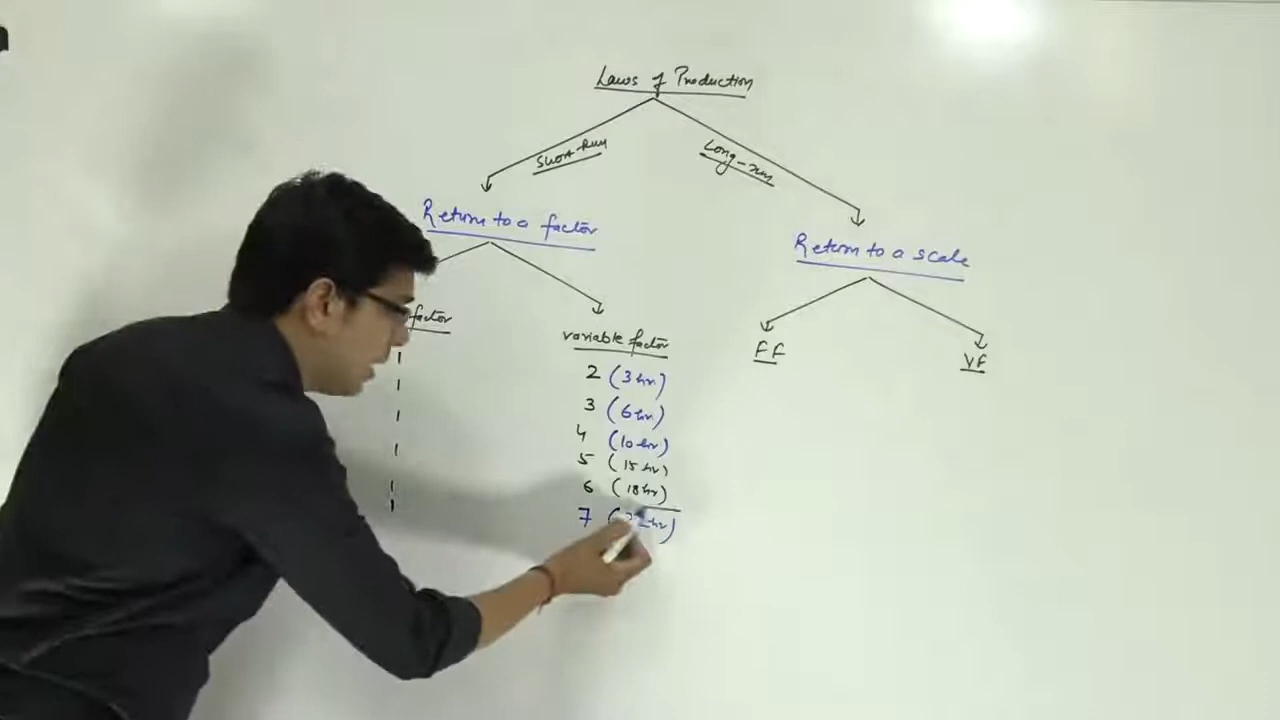 Laws of Production
Short-Run
Long-run
Return to a factor
Return to a scale
factor
variable factor
FF
VF
2 (3 hr)
3 (6 hr)
4 (10 hr)
5 (15 hr)
6 (18 hr)
7
hr)